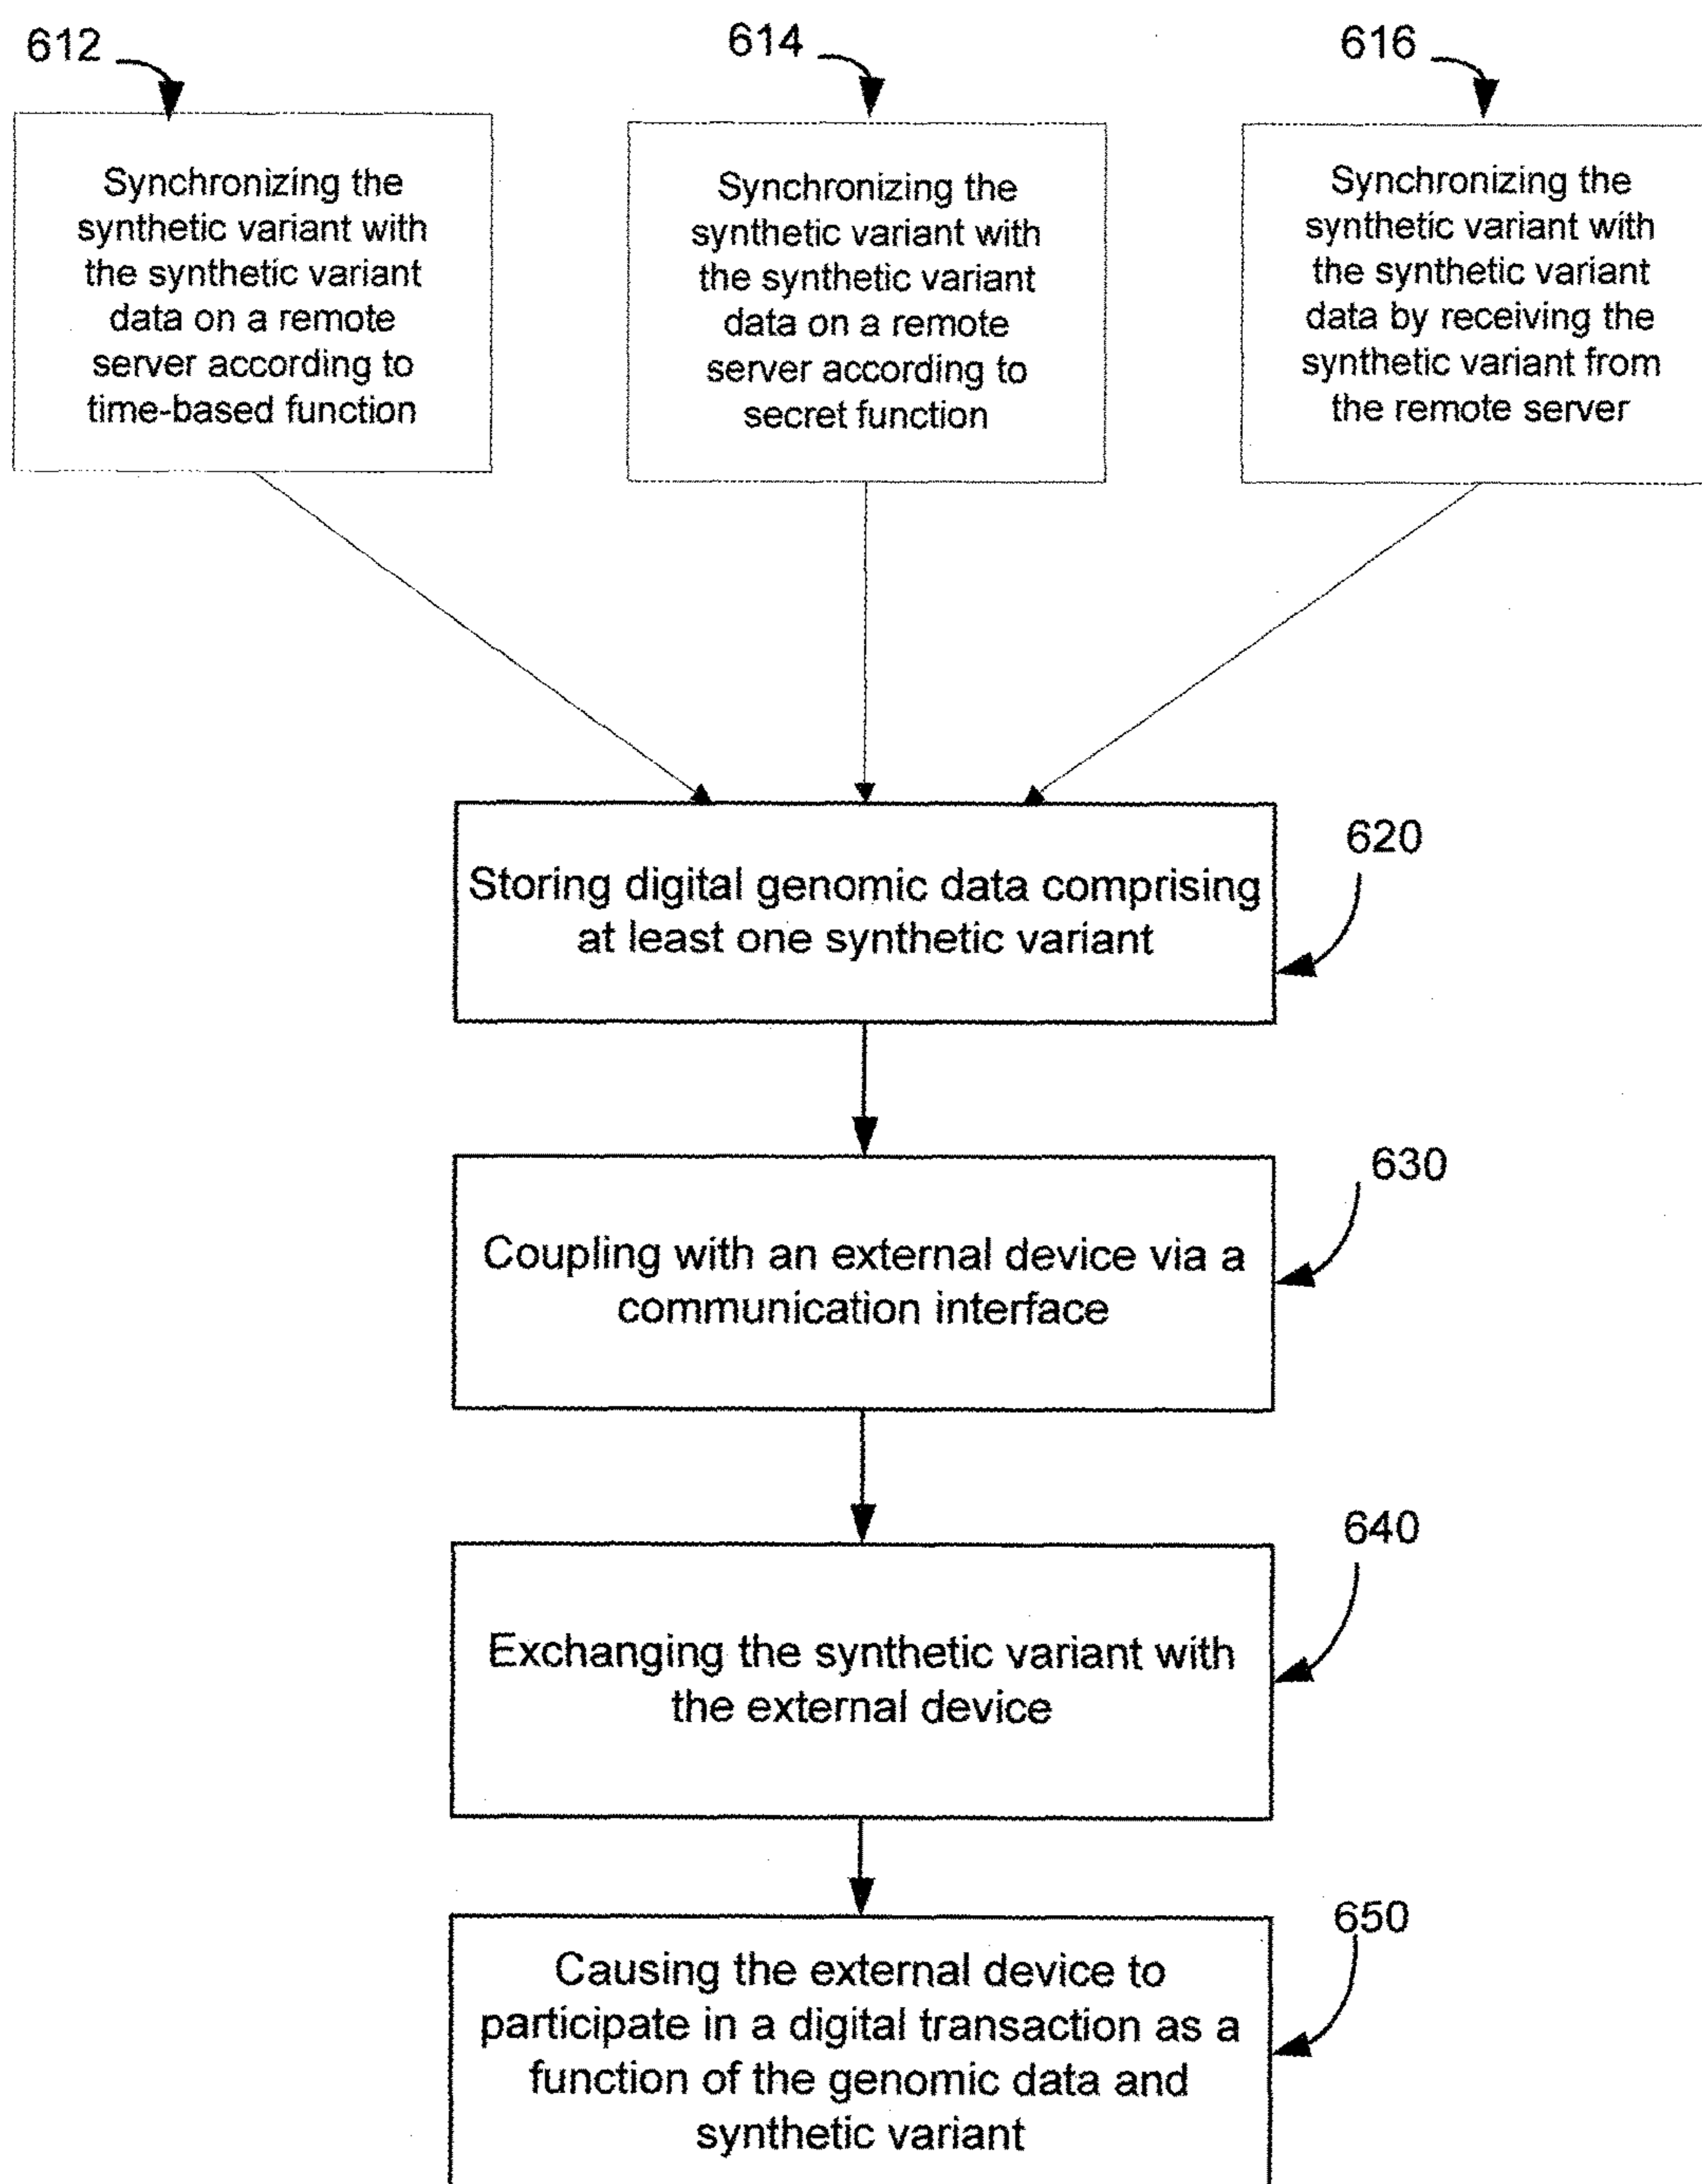 612
614
616
Synchronizing the
synthetic variant with
the synthetic variant
data on a remote
server according to
time-based function
Synchronizing the
synthetic variant with
the synthetic variant
data on a remote
server according to
secret function
Synchronizing the
synthetic variant with
the synthetic variant
data by receiving the
synthetic variant from
the remote server
620
Storing digital genomic data comprising
at least one synthetic variant
630
Coupling with an external device via a
communication interface
640
Exchanging the synthetic variant with
the external device
650
Causing the external device to
participate in a digital transaction as a
function of the genomic data and
synthetic variant